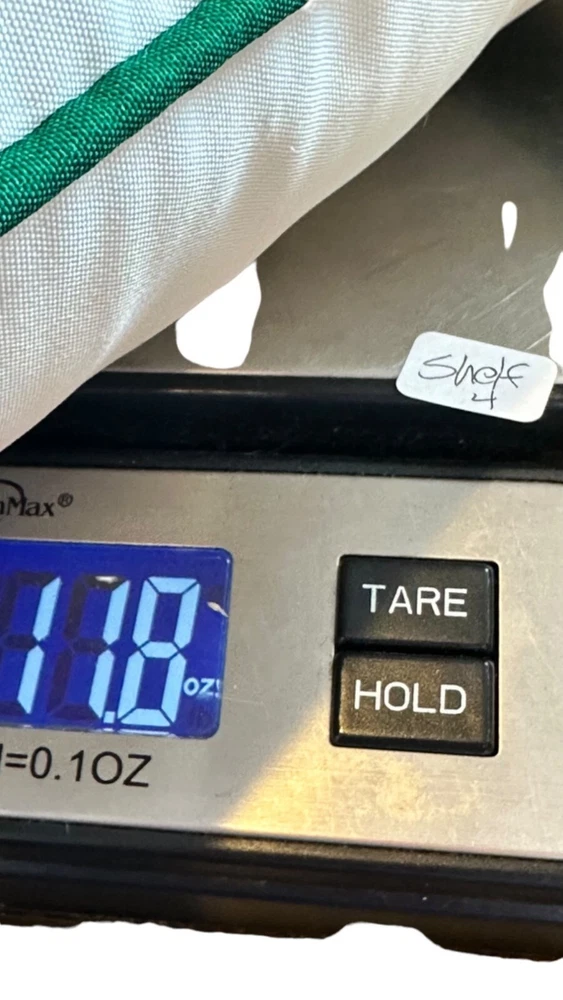 Shelf
4
Max®
11.8 oz
TARE
HOLD
d=0.1OZ